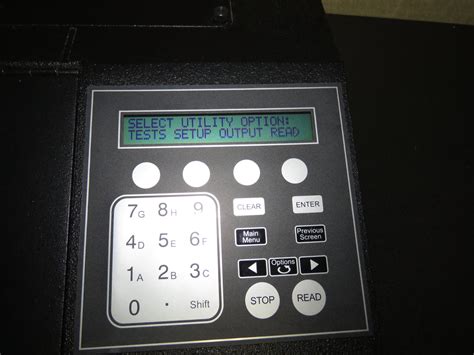 SELECT UTILITY OPTION:
TESTS SETUP OUTPUT READ
7G 8H 9
CLEAR ENTER
4D 5E 6F
Main Menu
Previous Screen
1A 2B 3C
Options
0 . Shift
STOP READ